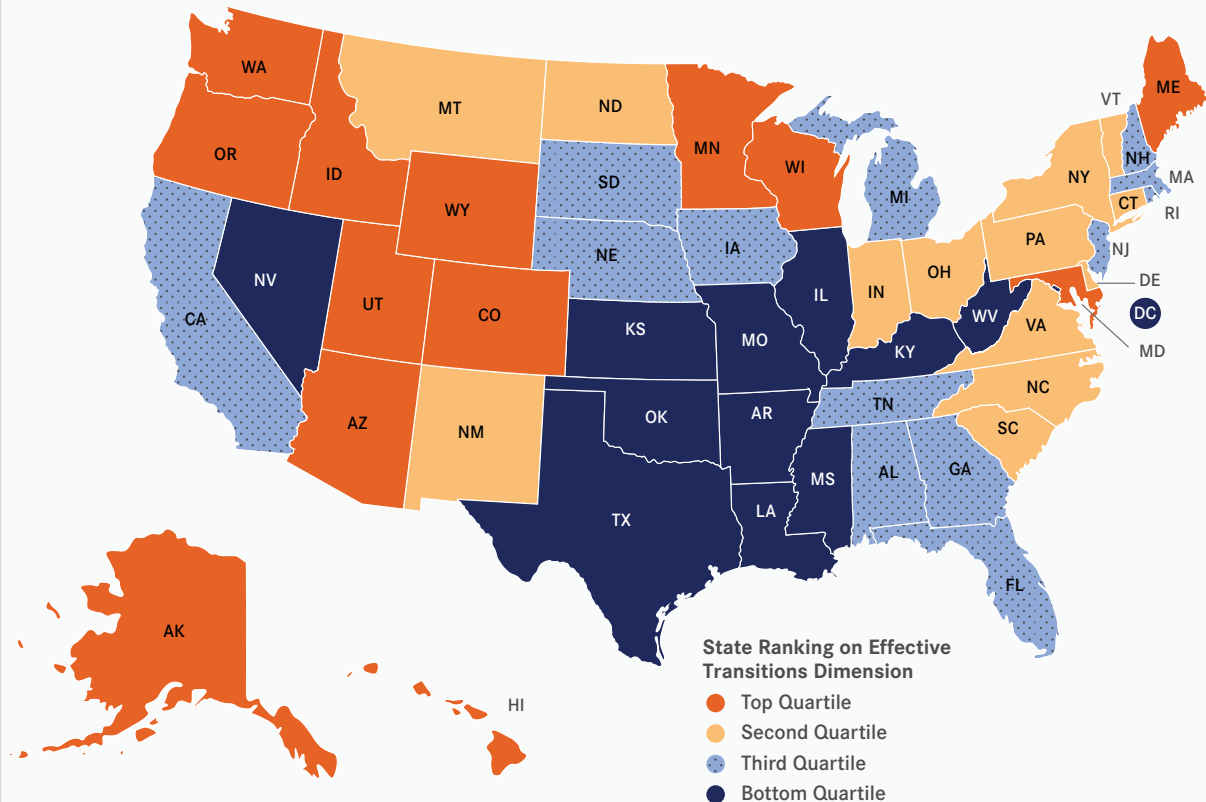 WA
ME
VT
MT
ND
OR
MN
NH
ID
WI
NY
MA
SD
MI
CT
WY
RI
PA
IA
NJ
NE
OH
NV
DE
UT
IN
IL
CO
DC
WV
CA
VA
KS
MO
KY
MD
NC
TN
AZ
OK
AR
NM
SC
GA
AL
MS
LA
TX
FL
AK
HI
State Ranking on Effective
Transitions Dimension
Top Quartile
Second Quartile
Third Quartile
Bottom Quartile